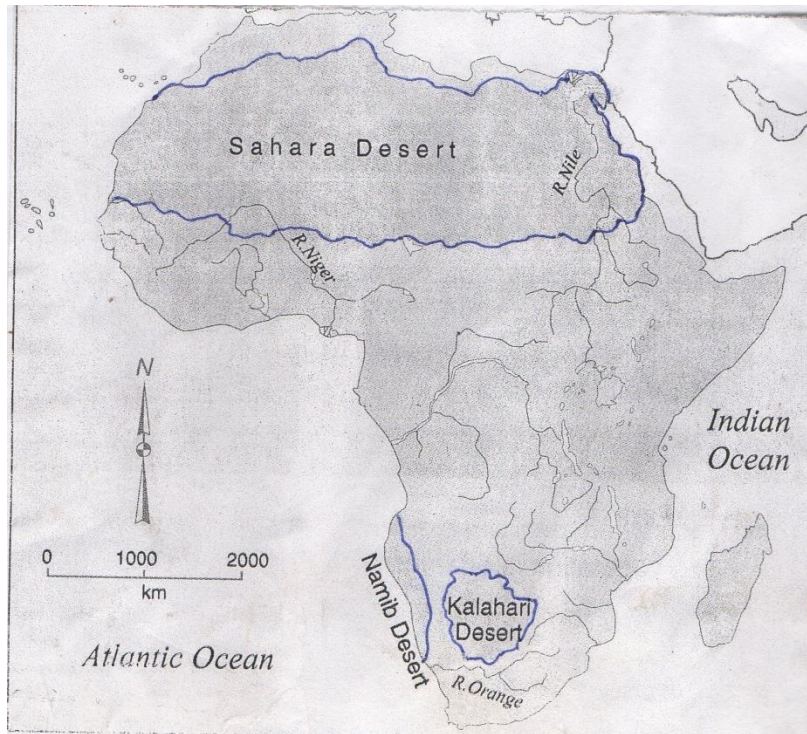 Sahara Desert
R.Nile
R.Niger
N
Indian
Ocean
0 1000 2000
km
Namib Desert
Kalahari
Desert
Atlantic Ocean
R.Orange